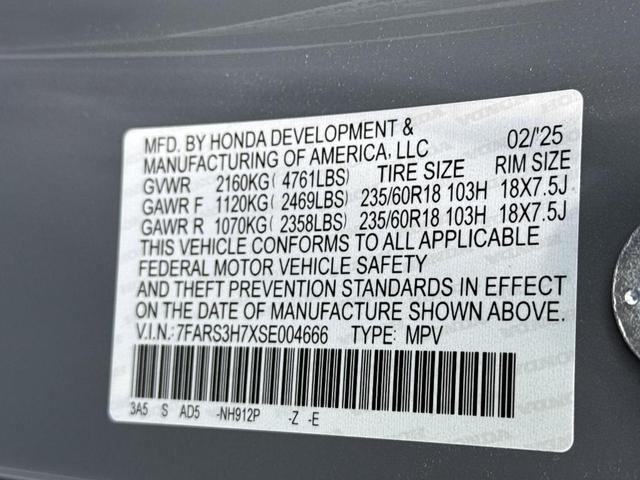 MFD. BY HONDA DEVELOPMENT & 02/'25
MANUFACTURING OF AMERICA, LLC
GVWR 2160KG ( 4761LBS) TIRE SIZE RIM SIZE
GAWR F 1120KG ( 2469LBS) 235/60R18 103H 18X7.5J
GAWR R 1070KG ( 2358LBS) 235/60R18 103H 18X7.5J
THIS VEHICLE CONFORMS TO ALL APPLICABLE
FEDERAL MOTOR VEHICLE SAFETY
AND THEFT PREVENTION STANDARDS IN EFFECT
ON THE DATE OF MANUFACTURE SHOWN ABOVE.
V.I.N.:7FARS3H7XSE004666 TYPE: MPV
3A5 S AD5 -NH912P -Z -E